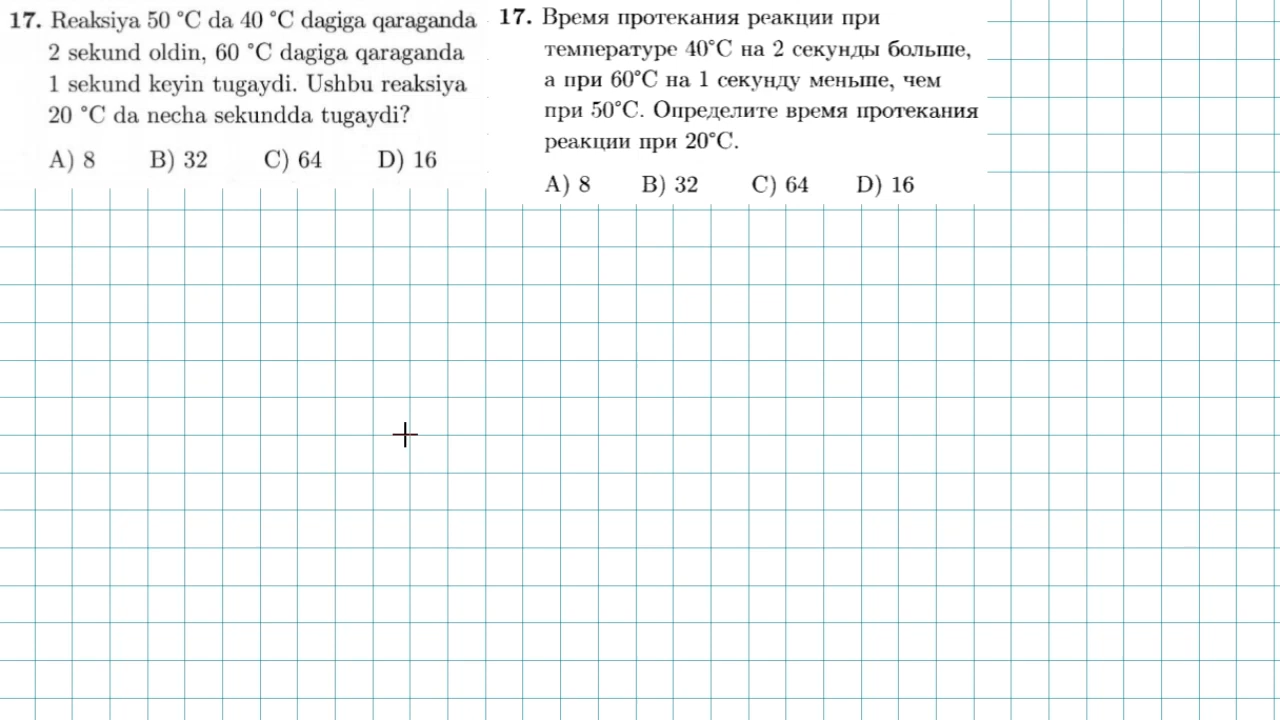 17. Reaksiya 50 °C da 40 °C dagiga qaraganda
2 sekund oldin, 60 °C dagiga qaraganda
1 sekund keyin tugaydi. Ushbu reaksiya
20 °C da necha sekundda tugaydi?
A) 8 B) 32 C) 64 D) 16
17. Время протекания реакции при
температуре 40°C на 2 секунды больше,
а при 60°C на 1 секунду меньше, чем
при 50°C. Определите время протекания
реакции при 20°C.
A) 8 B) 32 C) 64 D) 16